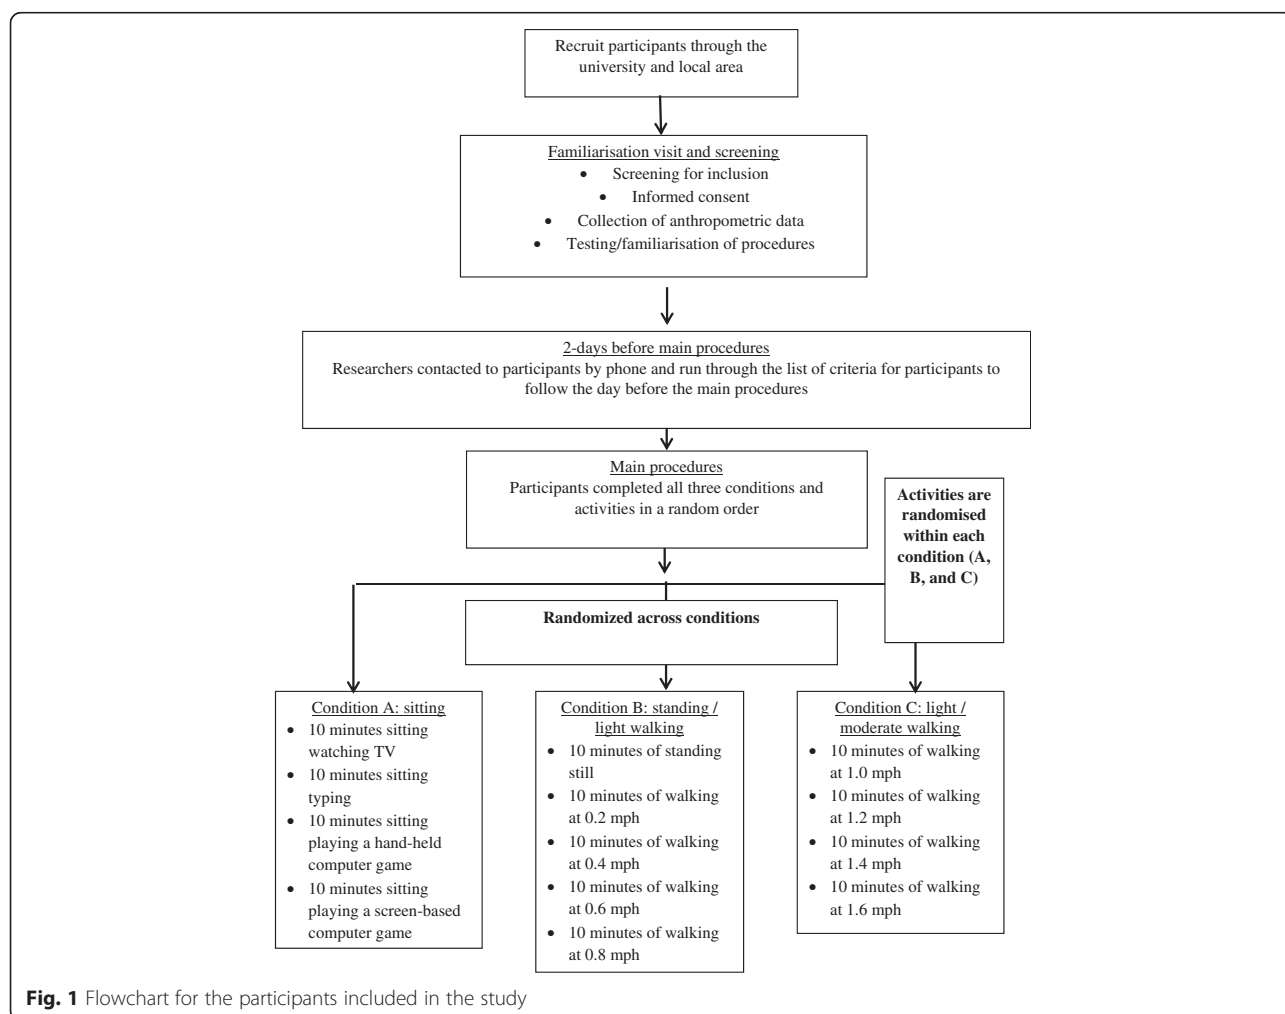 Recruit participants through the
university and local area
Familiarisation visit and screening
• Screening for inclusion
• Informed consent
• Collection of anthropometric data
• Testing/familiarisation of procedures
2-days before main procedures
Researchers contacted to participants by phone and run through the list of criteria for participants to
follow the day before the main procedures
Main procedures
Participants completed all three conditions and
activities in a random order
Activities are
randomised
within each
condition (A,
B, and C)
Randomized across conditions
Condition A: sitting
• 10 minutes sitting
watching TV
• 10 minutes sitting
typing
• 10 minutes sitting
playing a hand-held
computer game
• 10 minutes sitting
playing a screen-based
computer game
Condition B: standing /
light walking
• 10 minutes of standing
still
• 10 minutes of walking
at 0.2 mph
• 10 minutes of walking
at 0.4 mph
• 10 minutes of walking
at 0.6 mph
• 10 minutes of walking
at 0.8 mph
Condition C: light /
moderate walking
• 10 minutes of walking
at 1.0 mph
• 10 minutes of walking
at 1.2 mph
• 10 minutes of walking
at 1.4 mph
• 10 minutes of walking
at 1.6 mph
Fig. 1 Flowchart for the participants included in the study